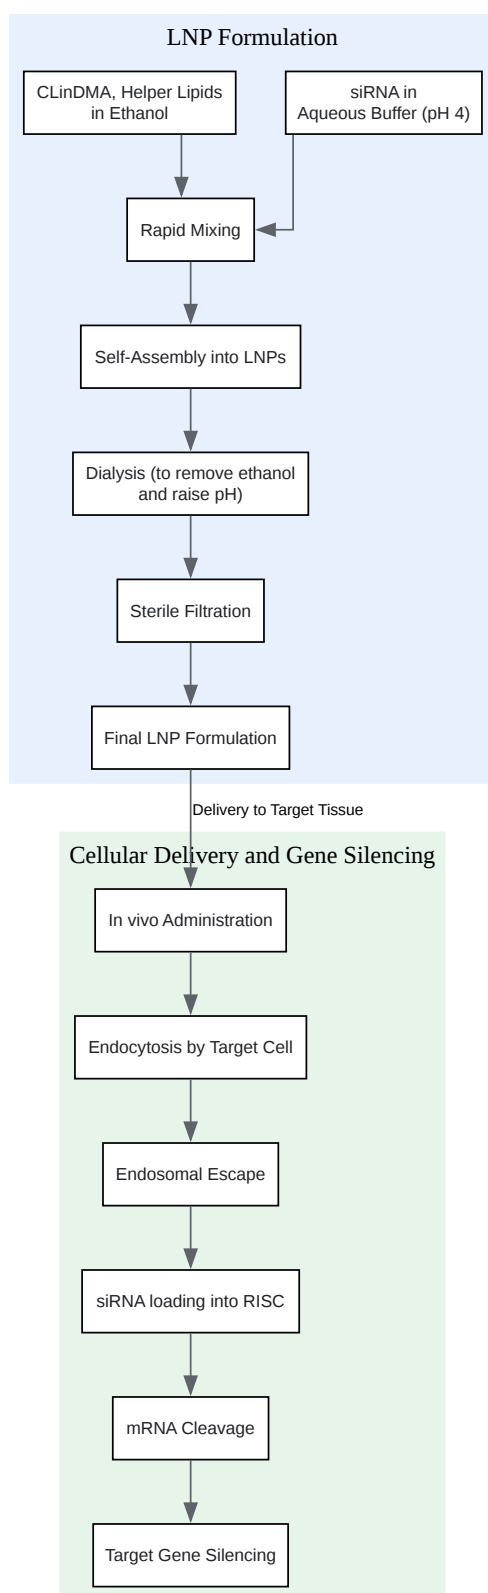 LNP Formulation
CLinDMA, Helper Lipids
in Ethanol
siRNA in
Aqueous Buffer (pH 4)
Rapid Mixing
Self-Assembly into LNPs
Dialysis (to remove ethanol
and raise pH)
Sterile Filtration
Final LNP Formulation
Delivery to Target Tissue
Cellular Delivery and Gene Silencing
In vivo Administration
Endocytosis by Target Cell
Endosomal Escape
siRNA loading into RISC
mRNA Cleavage
Target Gene Silencing